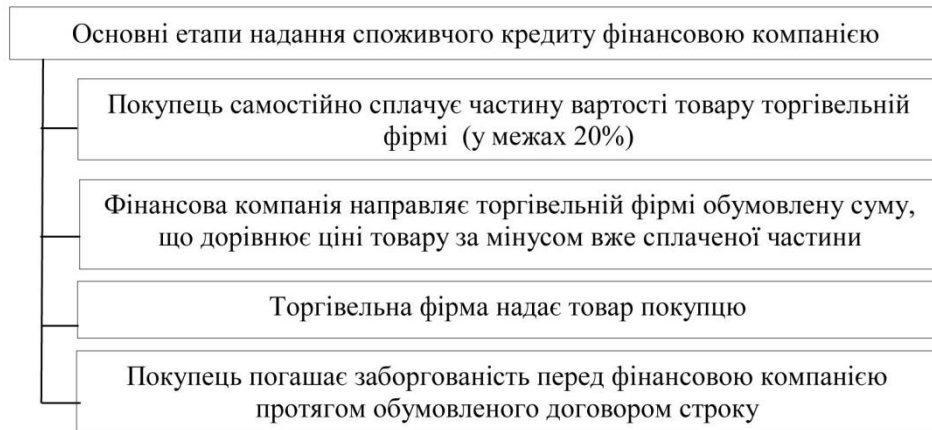 Основні етапи надання споживчого кредиту фінансовою компанією
Покупець самостійно сплачує частину вартості товару торгівельній
фірмі (у межах 20%)
Фінансова компанія направляє торгівельній фірмі обумовлену суму,
що дорівнює ціні товару за мінусом вже сплаченої частини
Торгівельна фірма надає товар покупцю
Покупець погашає заборгованість перед фінансовою компанією
протягом обумовленого договором строку